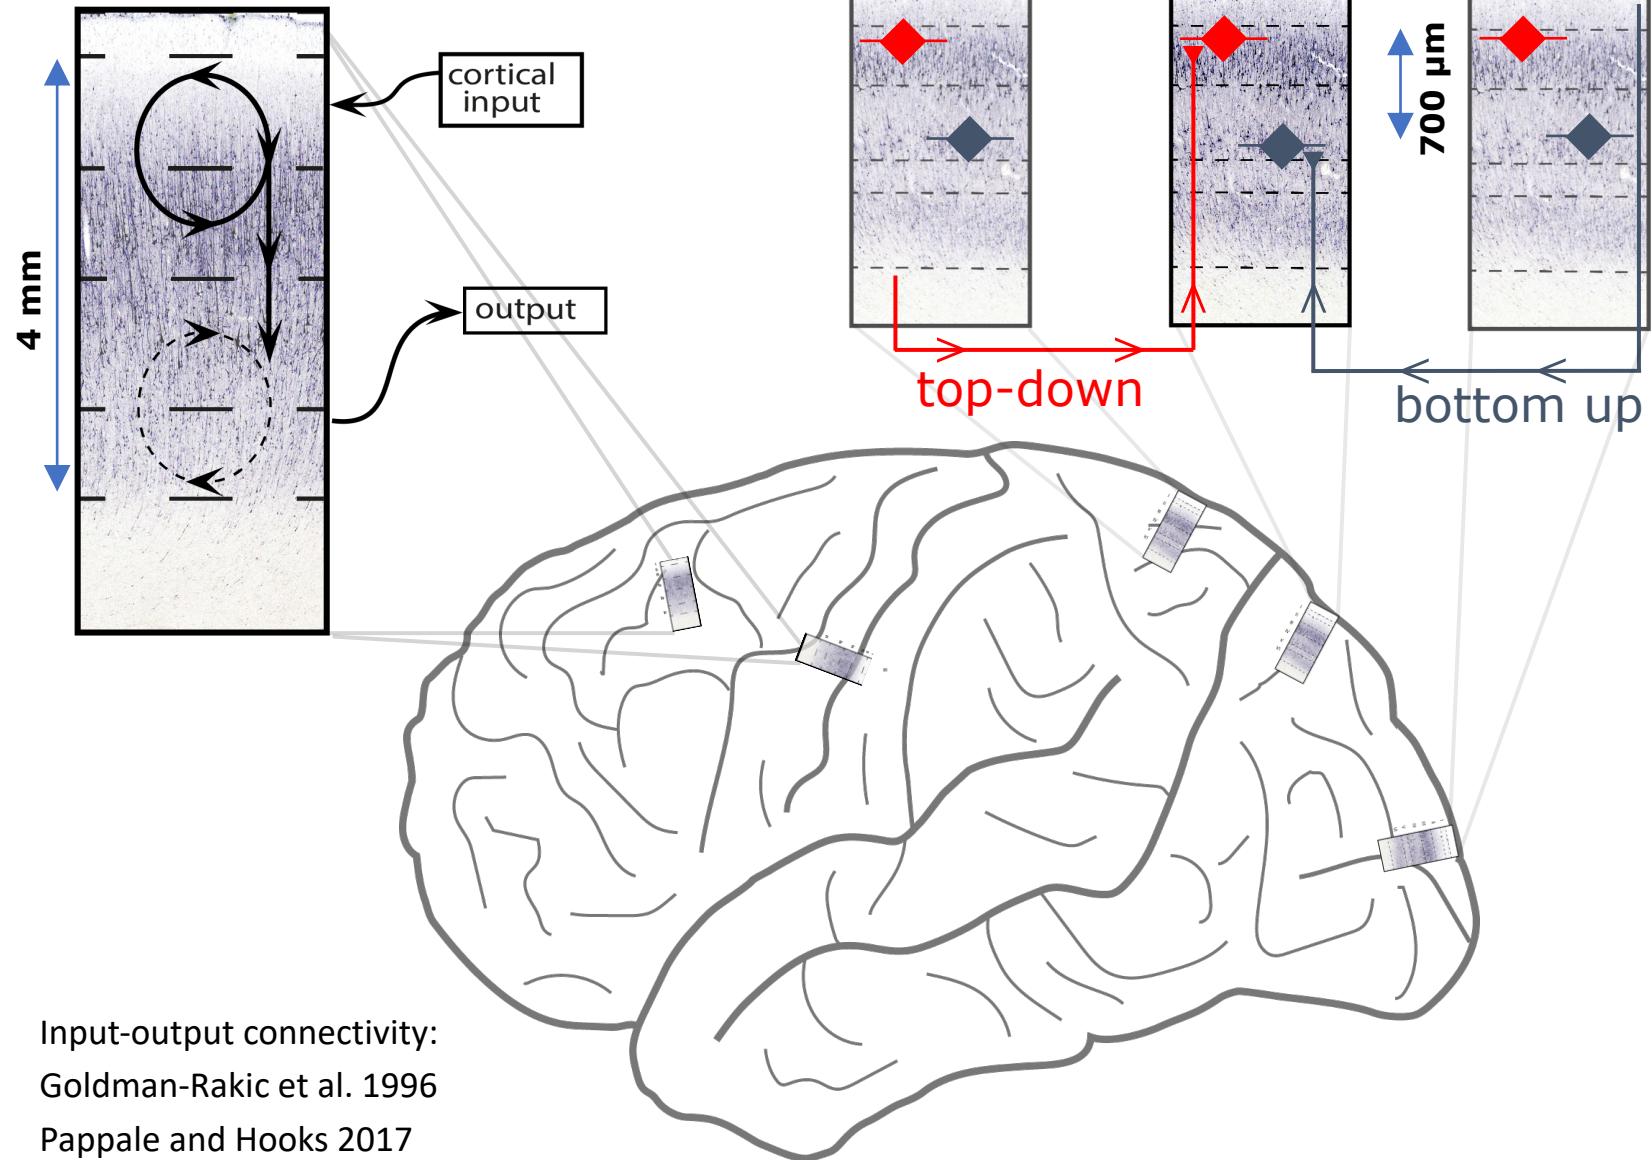 cortical
input
output
4 mm
700 µm
top-down
bottom up
Input-output connectivity:
Goldman-Rakic et al. 1996
Pappale and Hooks 2017